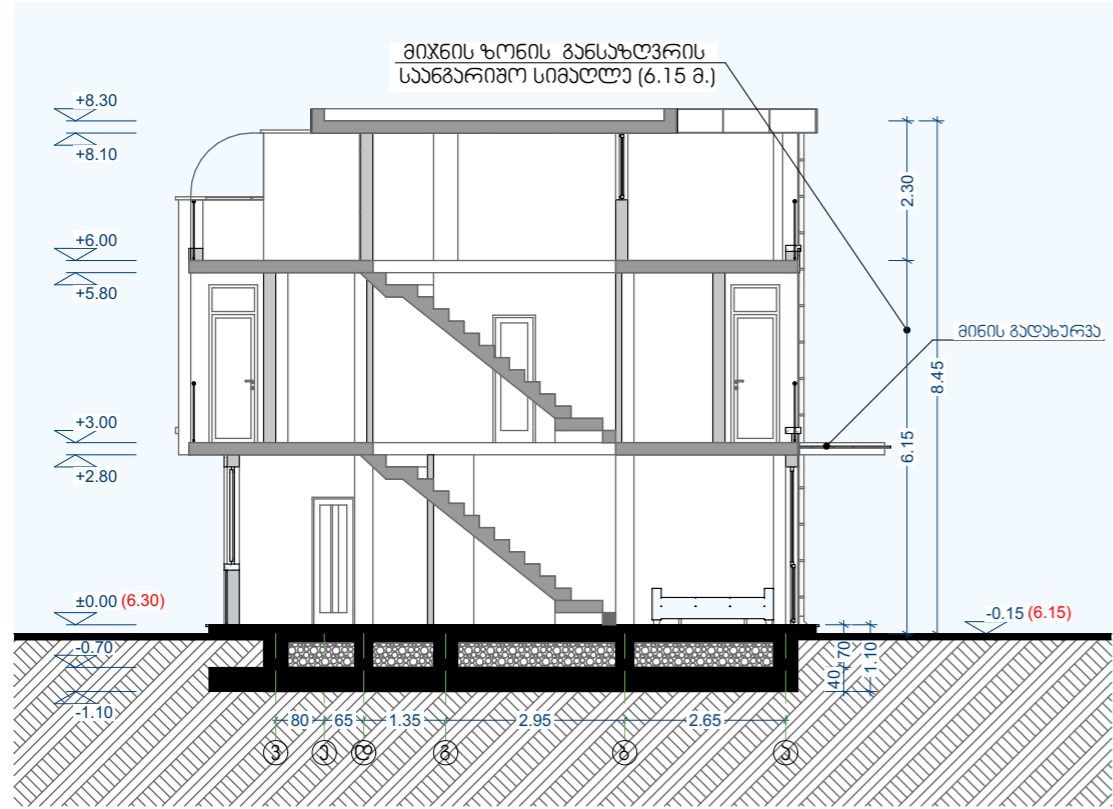 მიჯნის ზონის განსაზღვრის
საანგარიშო სიმაღლე (6.15 მ.)
+8.30
+8.10
2.30
+6.00
+5.80
მინის გადახურვა
8.45
+3.00
6.15
+2.80
±0.00 (6.30)
-0.15 (6.15)
-0.70
70
1.10
40
-1.10
80
65
1.35
2.95
2.65
ვ
ე
დ
გ
ბ
ა